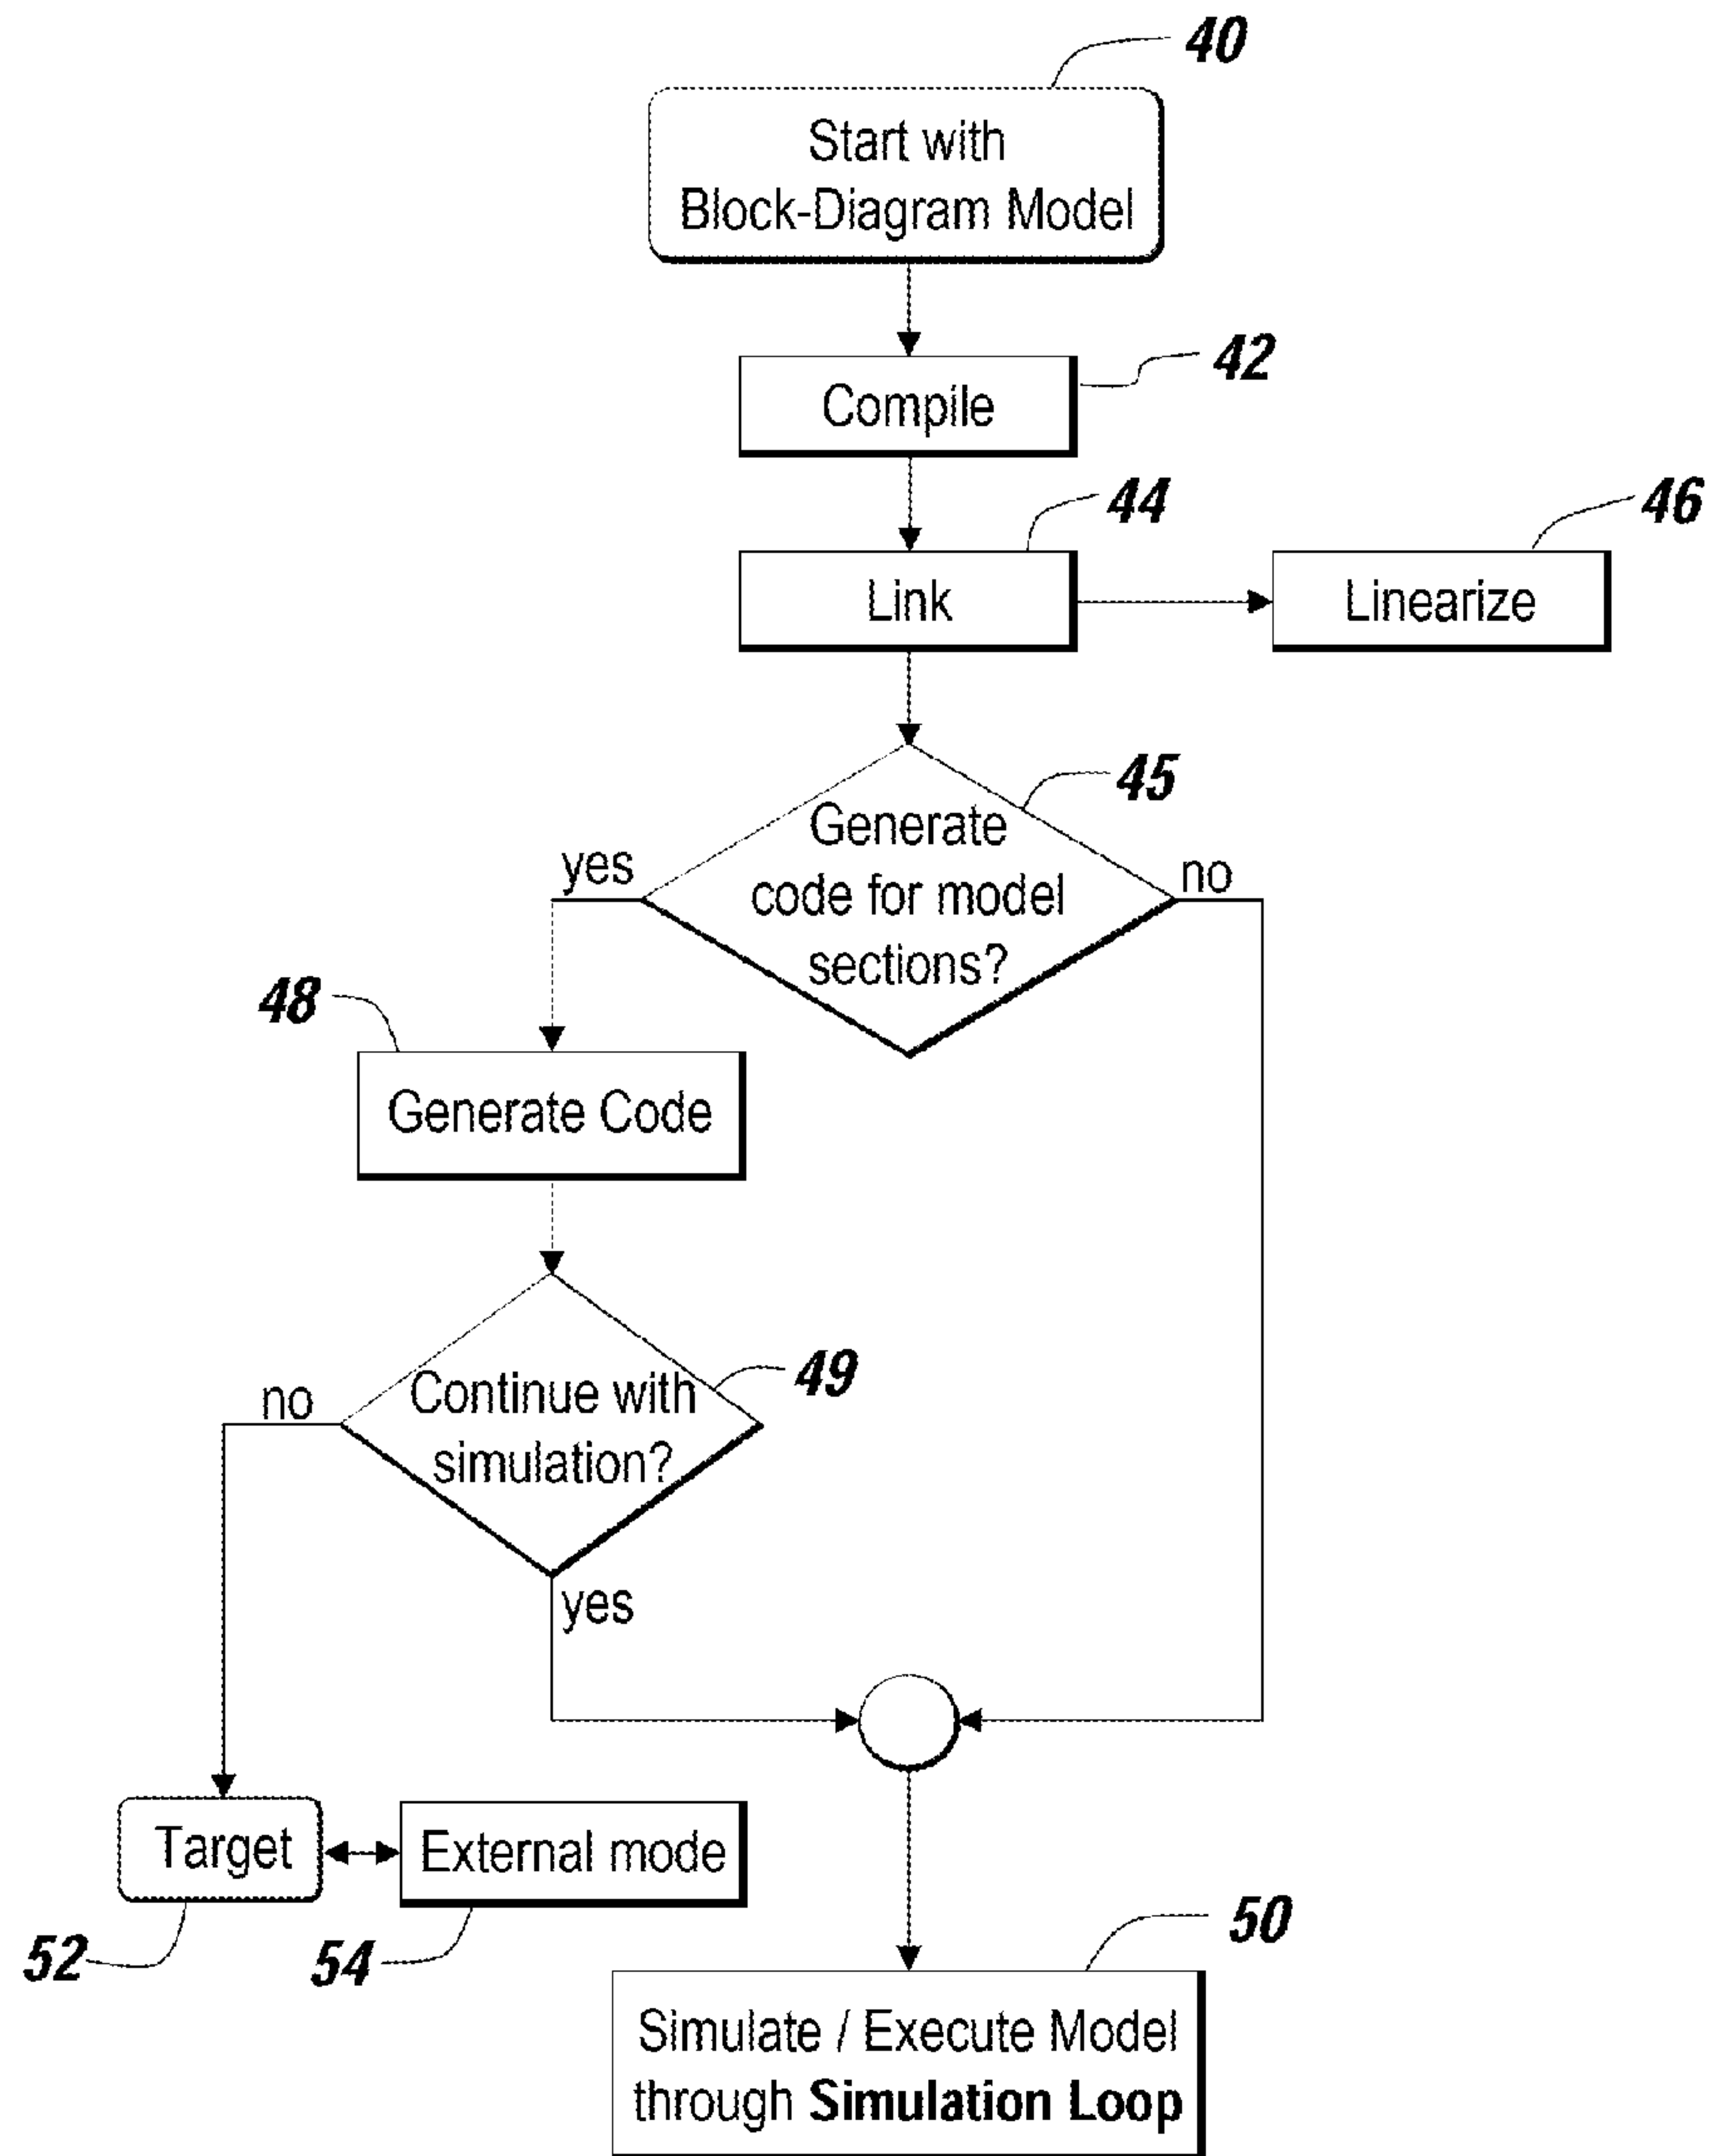 40
Start with
Block-Diagram Model
42
Compile
44
46
Link
Linearize
45
Generate
code for model
sections?
yes
no
48
Generate Code
49
Continue with
simulation?
no
yes
Target
External mode
52
54
50
Simulate / Execute Model
through Simulation Loop